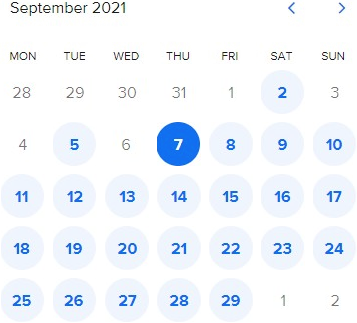 September 2021
MON TUE WED THU FRI SAT SUN
28 29 30 31 1 2 3
4 5 6 7 8 9 10
11 12 13 14 15 16 17
18 19 20 21 22 23 24
25 26 27 28 29 1 2